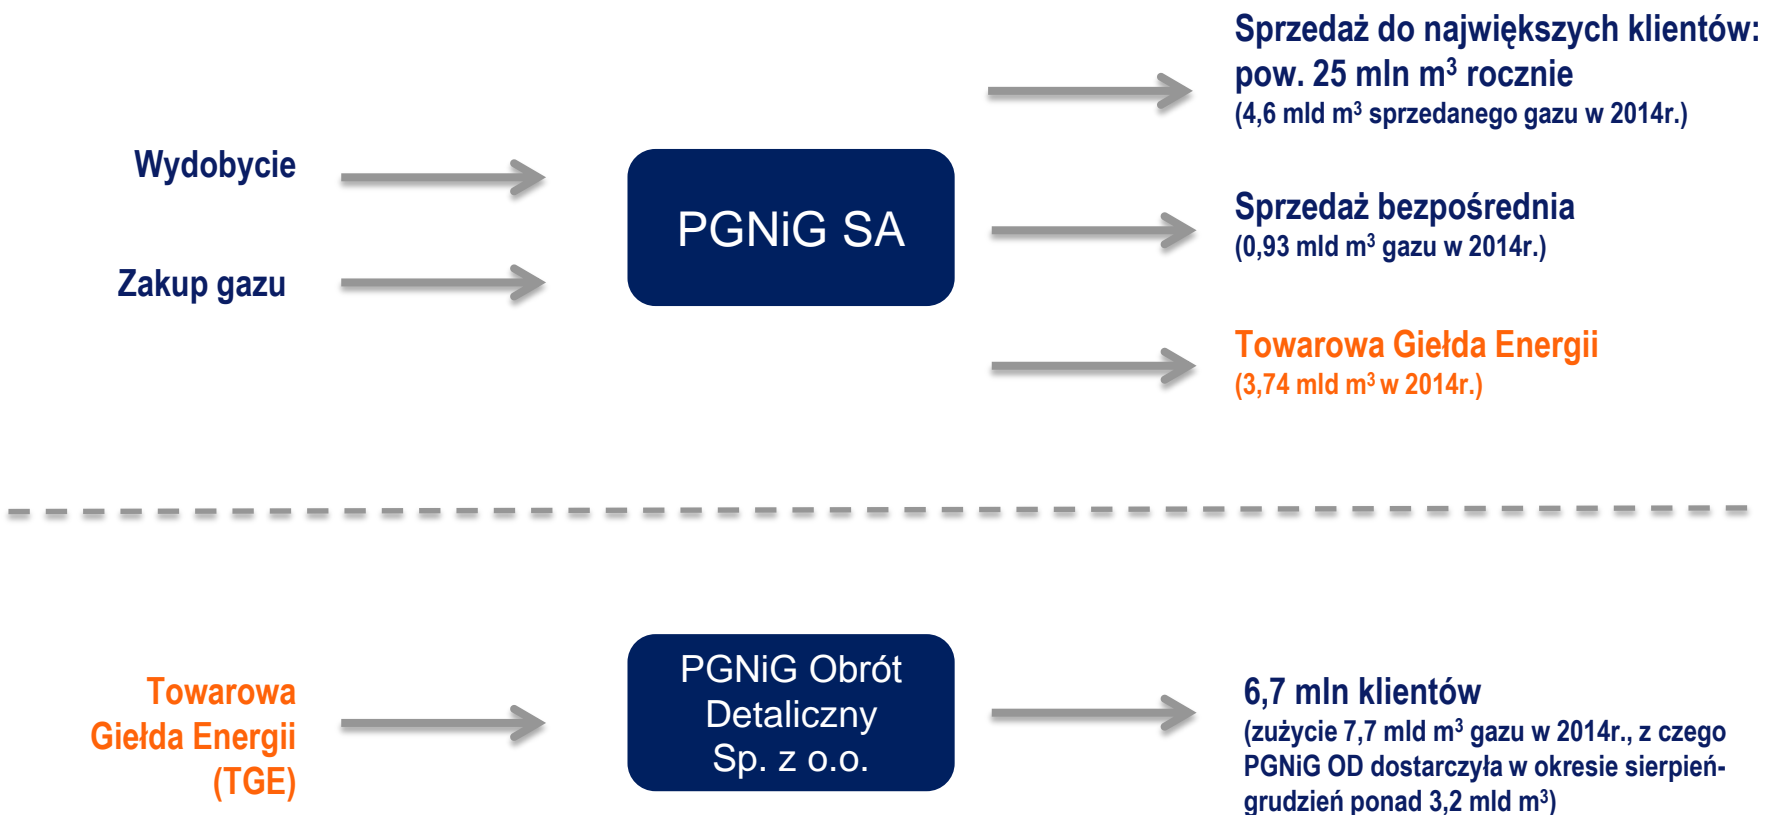 Wydobycie
Zakup gazu
PGNiG SA
Sprzedaż do największych klientów:
pow. 25 mln m³ rocznie
(4,6 mld m³ sprzedanego gazu w 2014r.)
Sprzedaż bezpośrednia
(0,93 mld m³ gazu w 2014r.)
Towarowa Giełda Energii
(3,74 mld m³ w 2014r.)
Towarowa
Giełda Energii
(TGE)
PGNiG Obrót
Detaliczny
Sp. z o.o.
6,7 mln klientów
(zużycie 7,7 mld m³ gazu w 2014r., z czego
PGNiG OD dostarczyła w okresie sierpień-
grudzień ponad 3,2 mld m³)